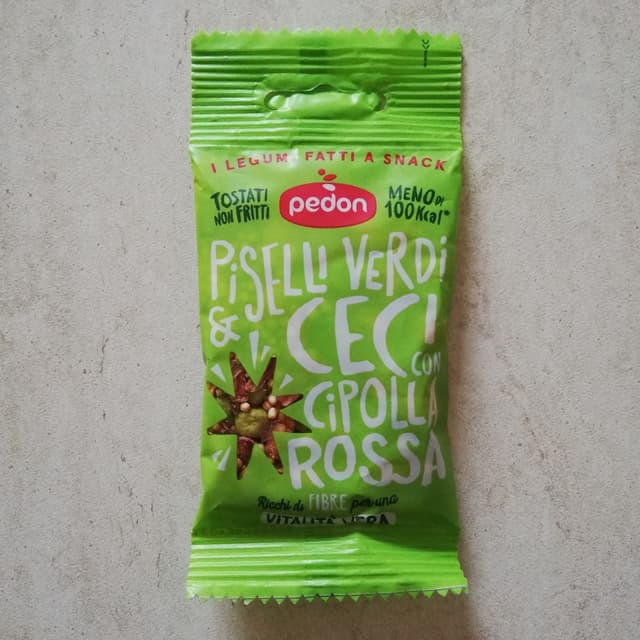 I LEGUMI FATTI A SNACK
TOSTATI
NON FRITTI
pedon
MENO DI
100 Kcal*
PiSELLI VERDi
& CECI
CON
CiPOLLA
ROSSA
Ricchi di FIBRE per una
VITALITÀ VERA